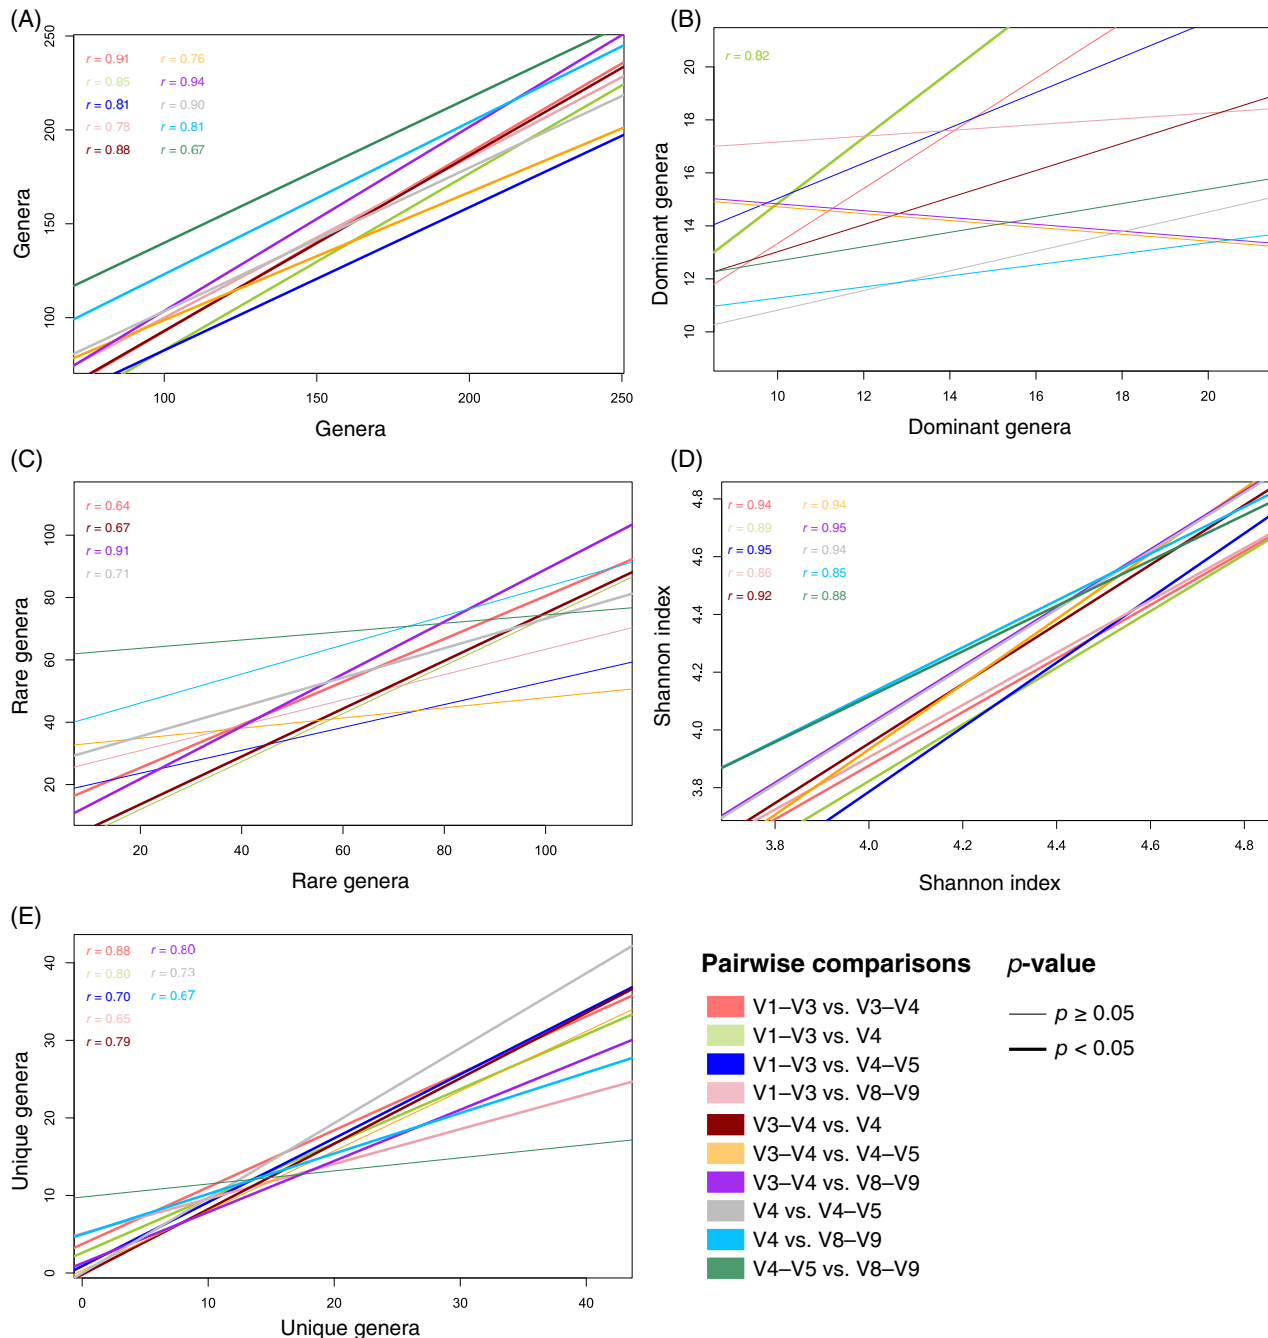 (A)
r = 0.91 r = 0.76
r = 0.85 r = 0.94
r = 0.81 r = 0.90
r = 0.78 r = 0.81
r = 0.88 r = 0.67
250
200
150
100
Genera
100 150 200 250
Genera
(B)
r = 0.82
20
18
16
14
12
10
Dominant genera
10 12 14 16 18 20
Dominant genera
(C)
r = 0.64
r = 0.67
r = 0.91
r = 0.71
100
80
60
40
20
Rare genera
20 40 60 80 100
Rare genera
(D)
r = 0.94 r = 0.94
r = 0.89 r = 0.95
r = 0.95 r = 0.94
r = 0.86 r = 0.85
r = 0.92 r = 0.88
4.8
4.6
4.4
4.2
4.0
3.8
Shannon index
3.8 4.0 4.2 4.4 4.6 4.8
Shannon index
(E)
r = 0.88 r = 0.80
r = 0.80 r = 0.73
r = 0.70 r = 0.67
r = 0.65
r = 0.79
40
30
20
10
0
Unique genera
0 10 20 30 40
Unique genera
Pairwise comparisons
V1–V3 vs. V3–V4
V1–V3 vs. V4
V1–V3 vs. V4–V5
V1–V3 vs. V8–V9
V3–V4 vs. V4
V3–V4 vs. V4–V5
V3–V4 vs. V8–V9
V4 vs. V4–V5
V4 vs. V8–V9
V4–V5 vs. V8–V9
p-value
p ≥ 0.05
p < 0.05